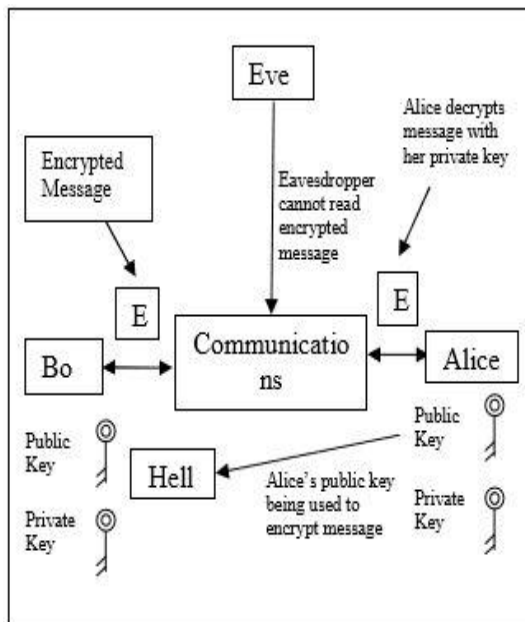 Eve
Alice decrypts
message with
her private key
Encrypted
Message
Eavesdropper
cannot read
encrypted
message
E
E
Communicatio
ns
Bo
Alice
Public
Key
Hell
Public
Key
Alice's public key
being used to
encrypt message
Private
Key
Private
Key